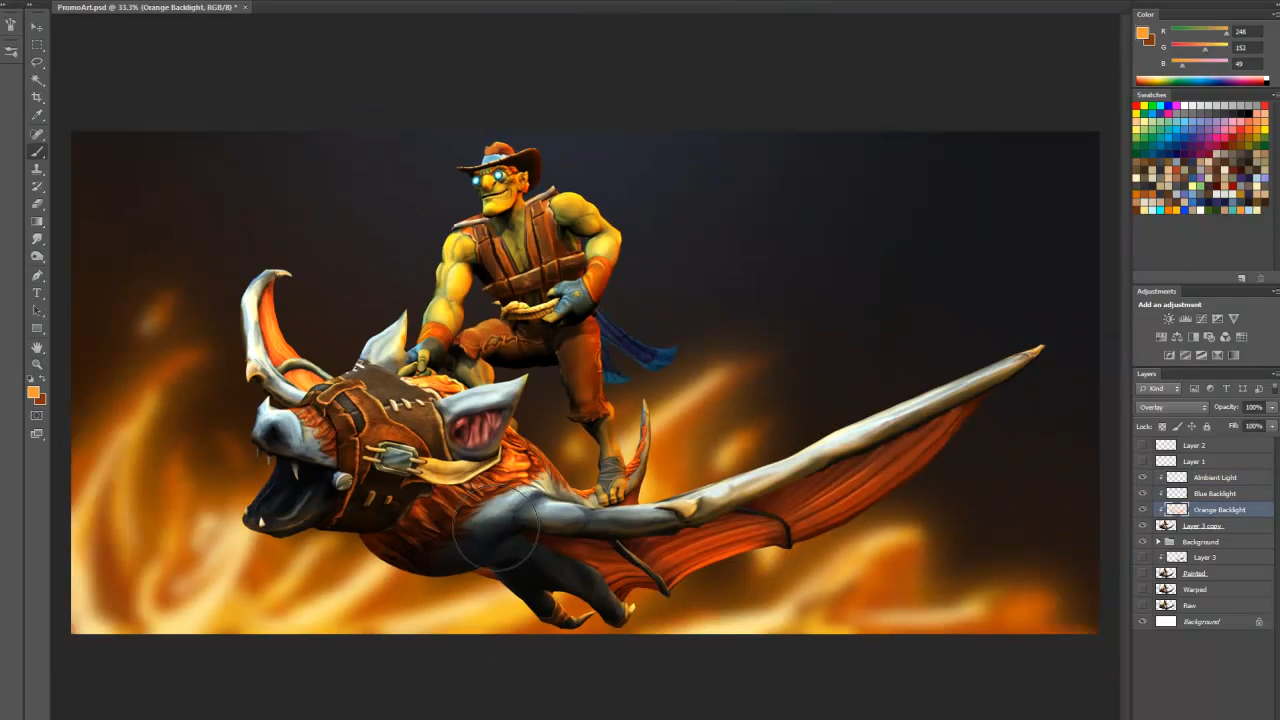 PromoArt.psd @ 33.3% (Orange Backlight, RGB/8) * ×
Color
R 248
G 152
B 49
Swatches
Adjustments
Add an adjustment
Layers
Kind
Overlay Opacity: 100%
Lock: Fill: 100%
Layer 2
Layer 1
Almbient Light
Blue Backlight
Orange Backlight
Layer 3 copy
Background
Layer 3
Painted
Warped
Raw
Background